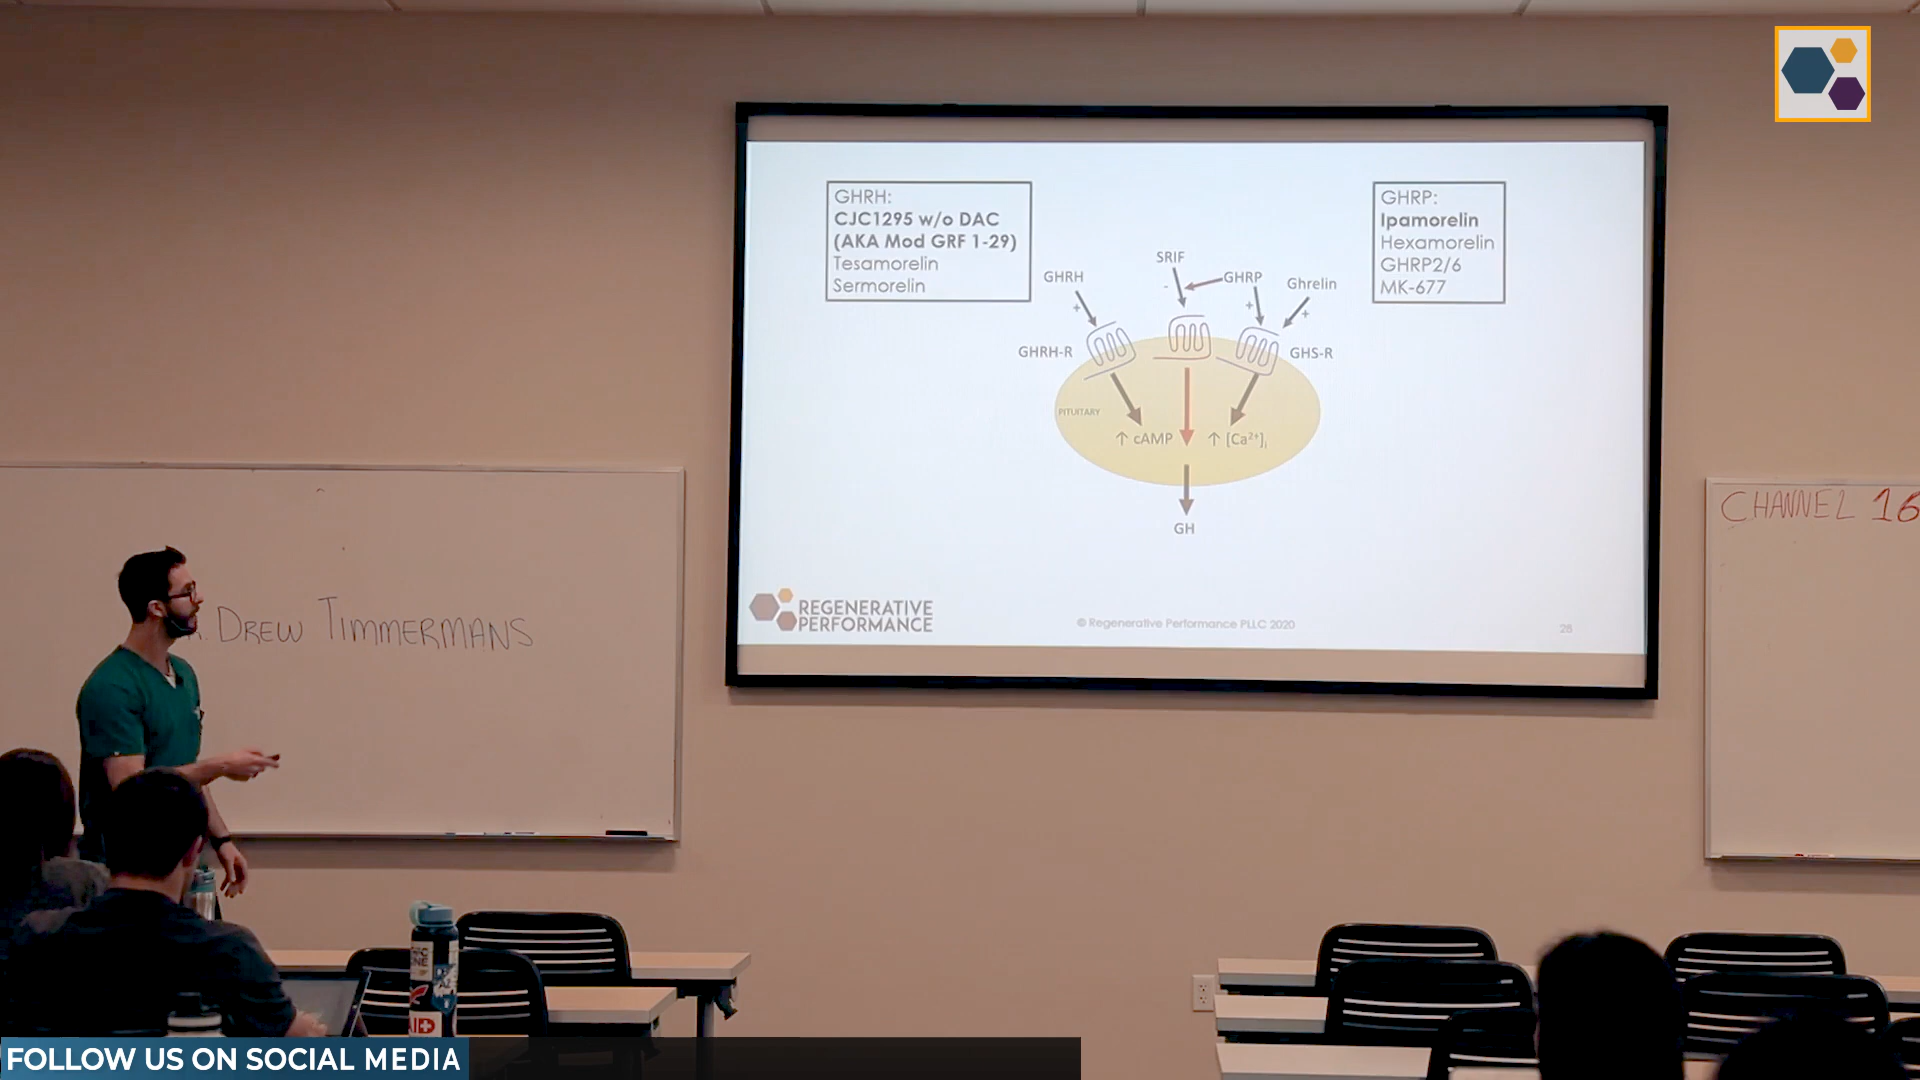 GHRH:
CJC1295 w/o DAC
(AKA Mod GRF 1-29)
Tesamorelin
Sermorelin
GHRP:
Ipamorelin
Hexamorelin
GHRP2/6
MK-677
SRIF
GHRH
GHRP
Ghrelin
+
-
+
+
GHRH-R
GHS-R
PITUITARY
↑ cAMP
↑ [Ca²⁺]ᵢ
GH
REGENERATIVE
PERFORMANCE
© Regenerative Performance PLLC 2020
28
CHANNEL 16
DREW TIMMERMANS
AID
FOLLOW US ON SOCIAL MEDIA